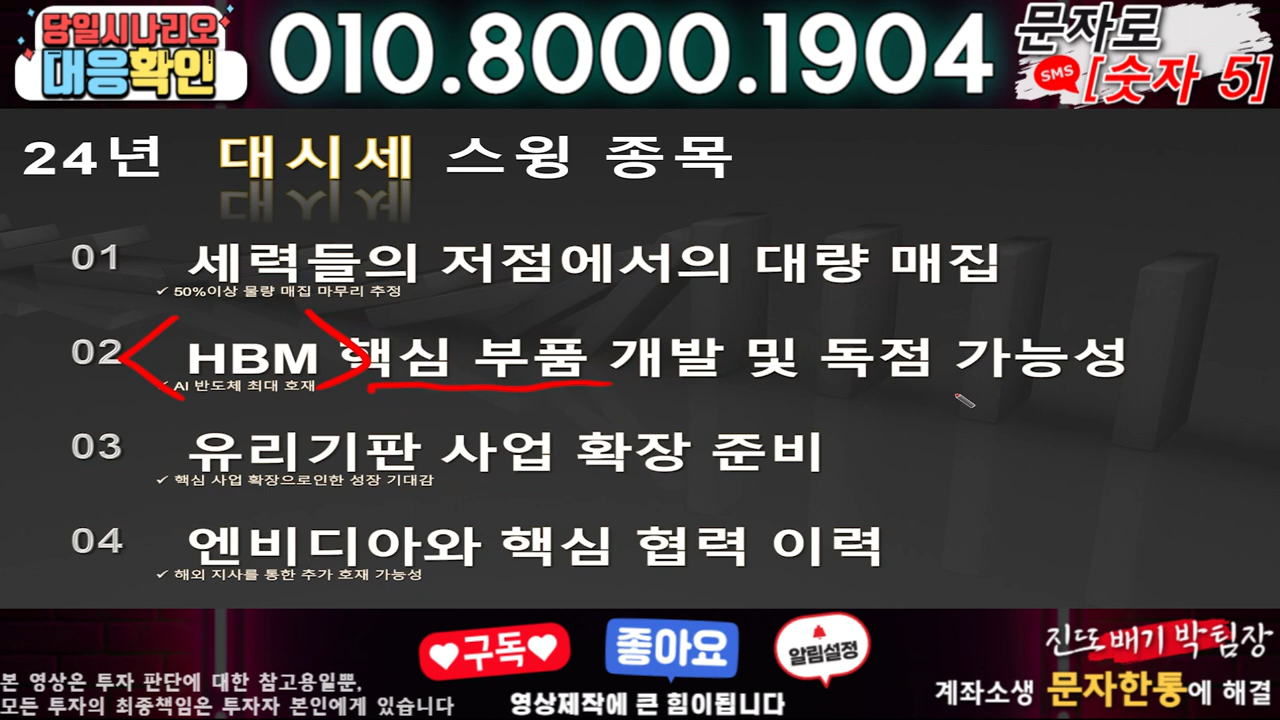 당일시나리오
대응확인
010.8000.1904
문자로
SMS [숫자 5]
24년 대시세 스윙 종목
01 세력들의 저점에서의 대량 매집
✓ 50%이상 물량 매집 마무리 추정
02 HBM 핵심 부품 개발 및 독점 가능성
✓ AI 반도체 최대 호재
03 유리기판 사업 확장 준비
✓ 핵심 사업 확장으로인한 성장 기대감
04 엔비디아와 핵심 협력 이력
✓ 해외 지사를 통한 추가 호재 가능성
본 영상은 투자 판단에 대한 참고용일뿐,
모든 투자의 최종책임은 투자자 본인에게 있습니다
구독
좋아요
알림설정
영상제작에 큰 힘이됩니다
진또배기 박팀장
계좌소생 문자한통에 해결